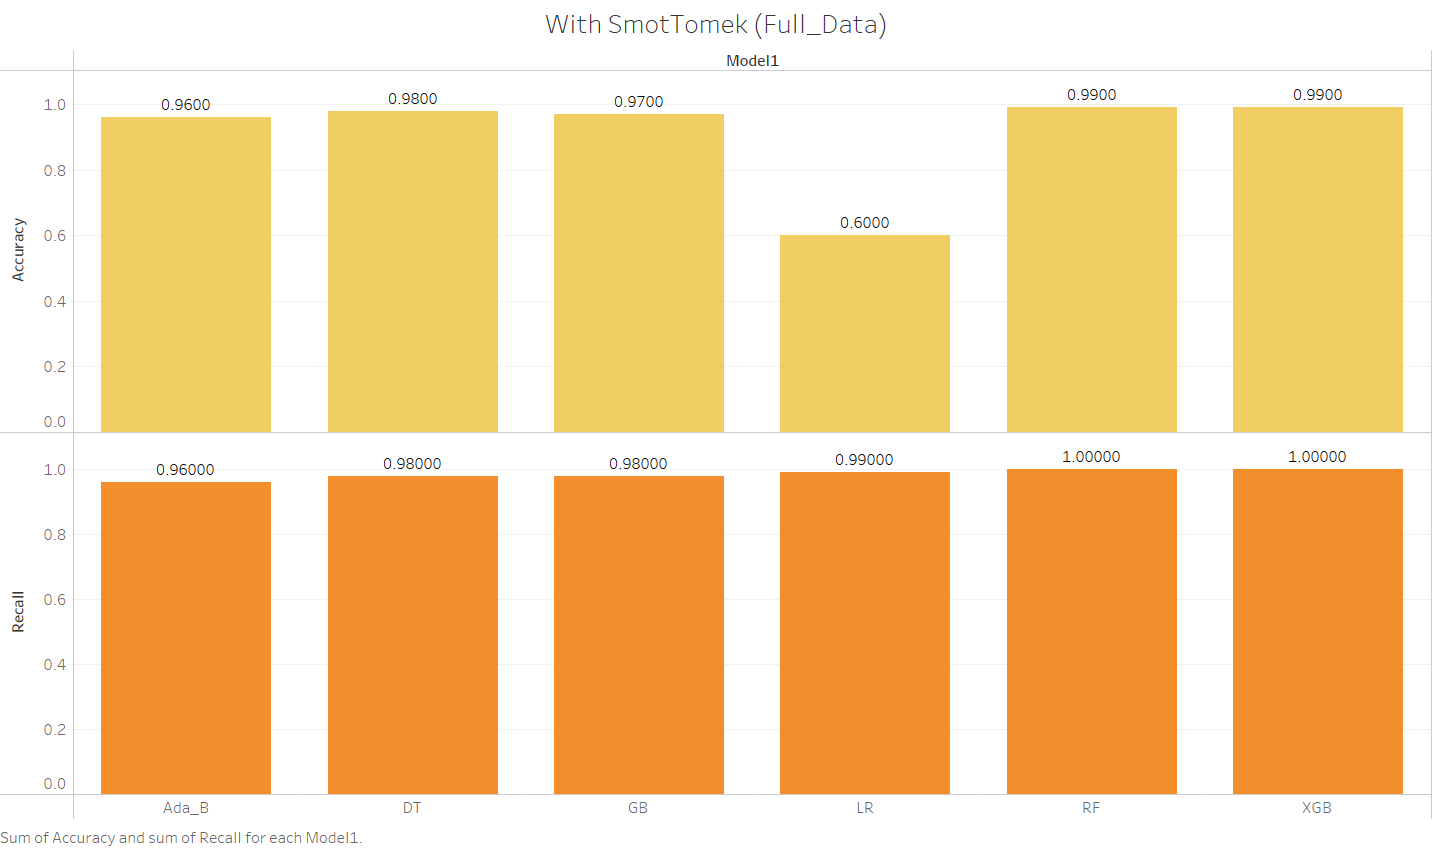 With SmotTomek (Full_Data)
Model1
Accuracy
1.0
0.8
0.6
0.4
0.2
0.0
0.9600
0.9800
0.9700
0.6000
0.9900
0.9900
Recall
1.0
0.8
0.6
0.4
0.2
0.0
0.96000
0.98000
0.98000
0.99000
1.00000
1.00000
Ada_B
DT
GB
LR
RF
XGB
Sum of Accuracy and sum of Recall for each Model1.